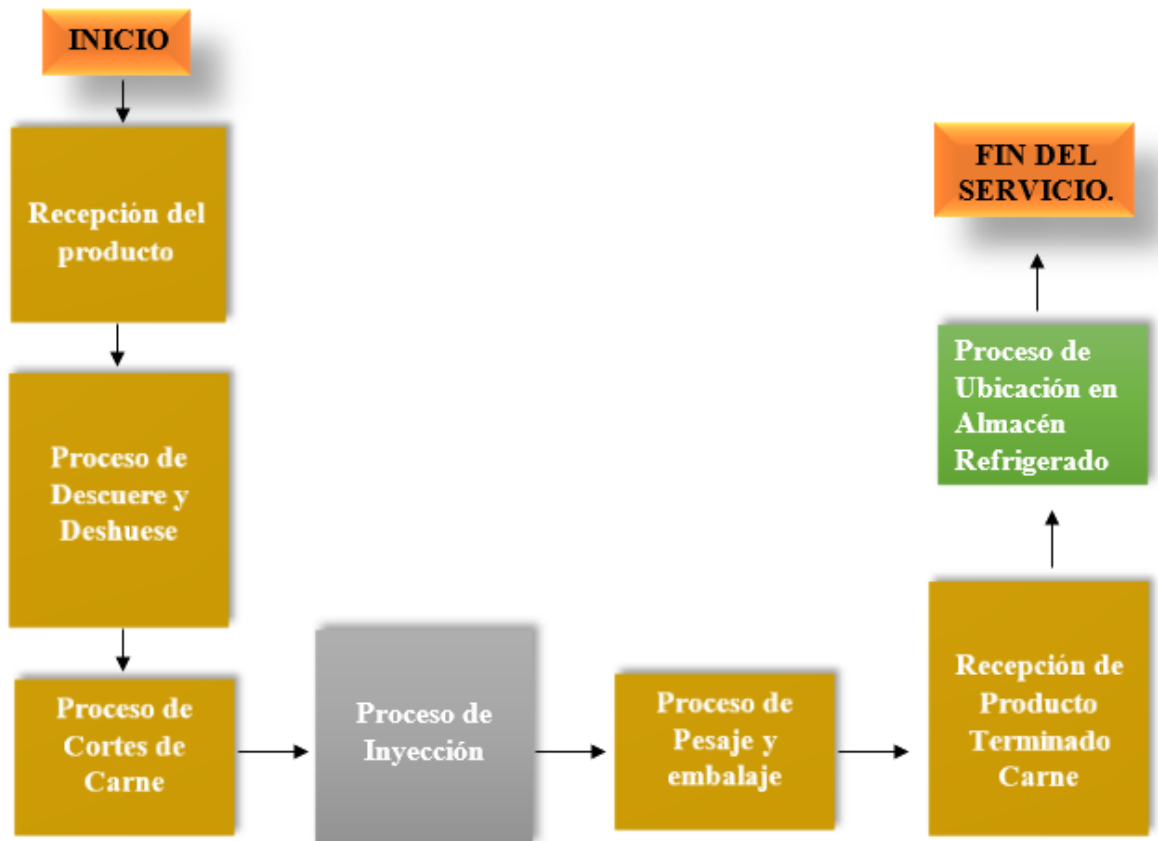 INICIO
Recepción del
producto
Proceso de
Descuere y
Deshuese
Proceso de
Cortes de
Carne
Proceso de
Inyección
Proceso de
Pesaje y
embalaje
Recepción de
Producto
Terminado
Carne
Proceso de
Ubicación en
Almacén
Refrigerado
FIN DEL
SERVICIO.